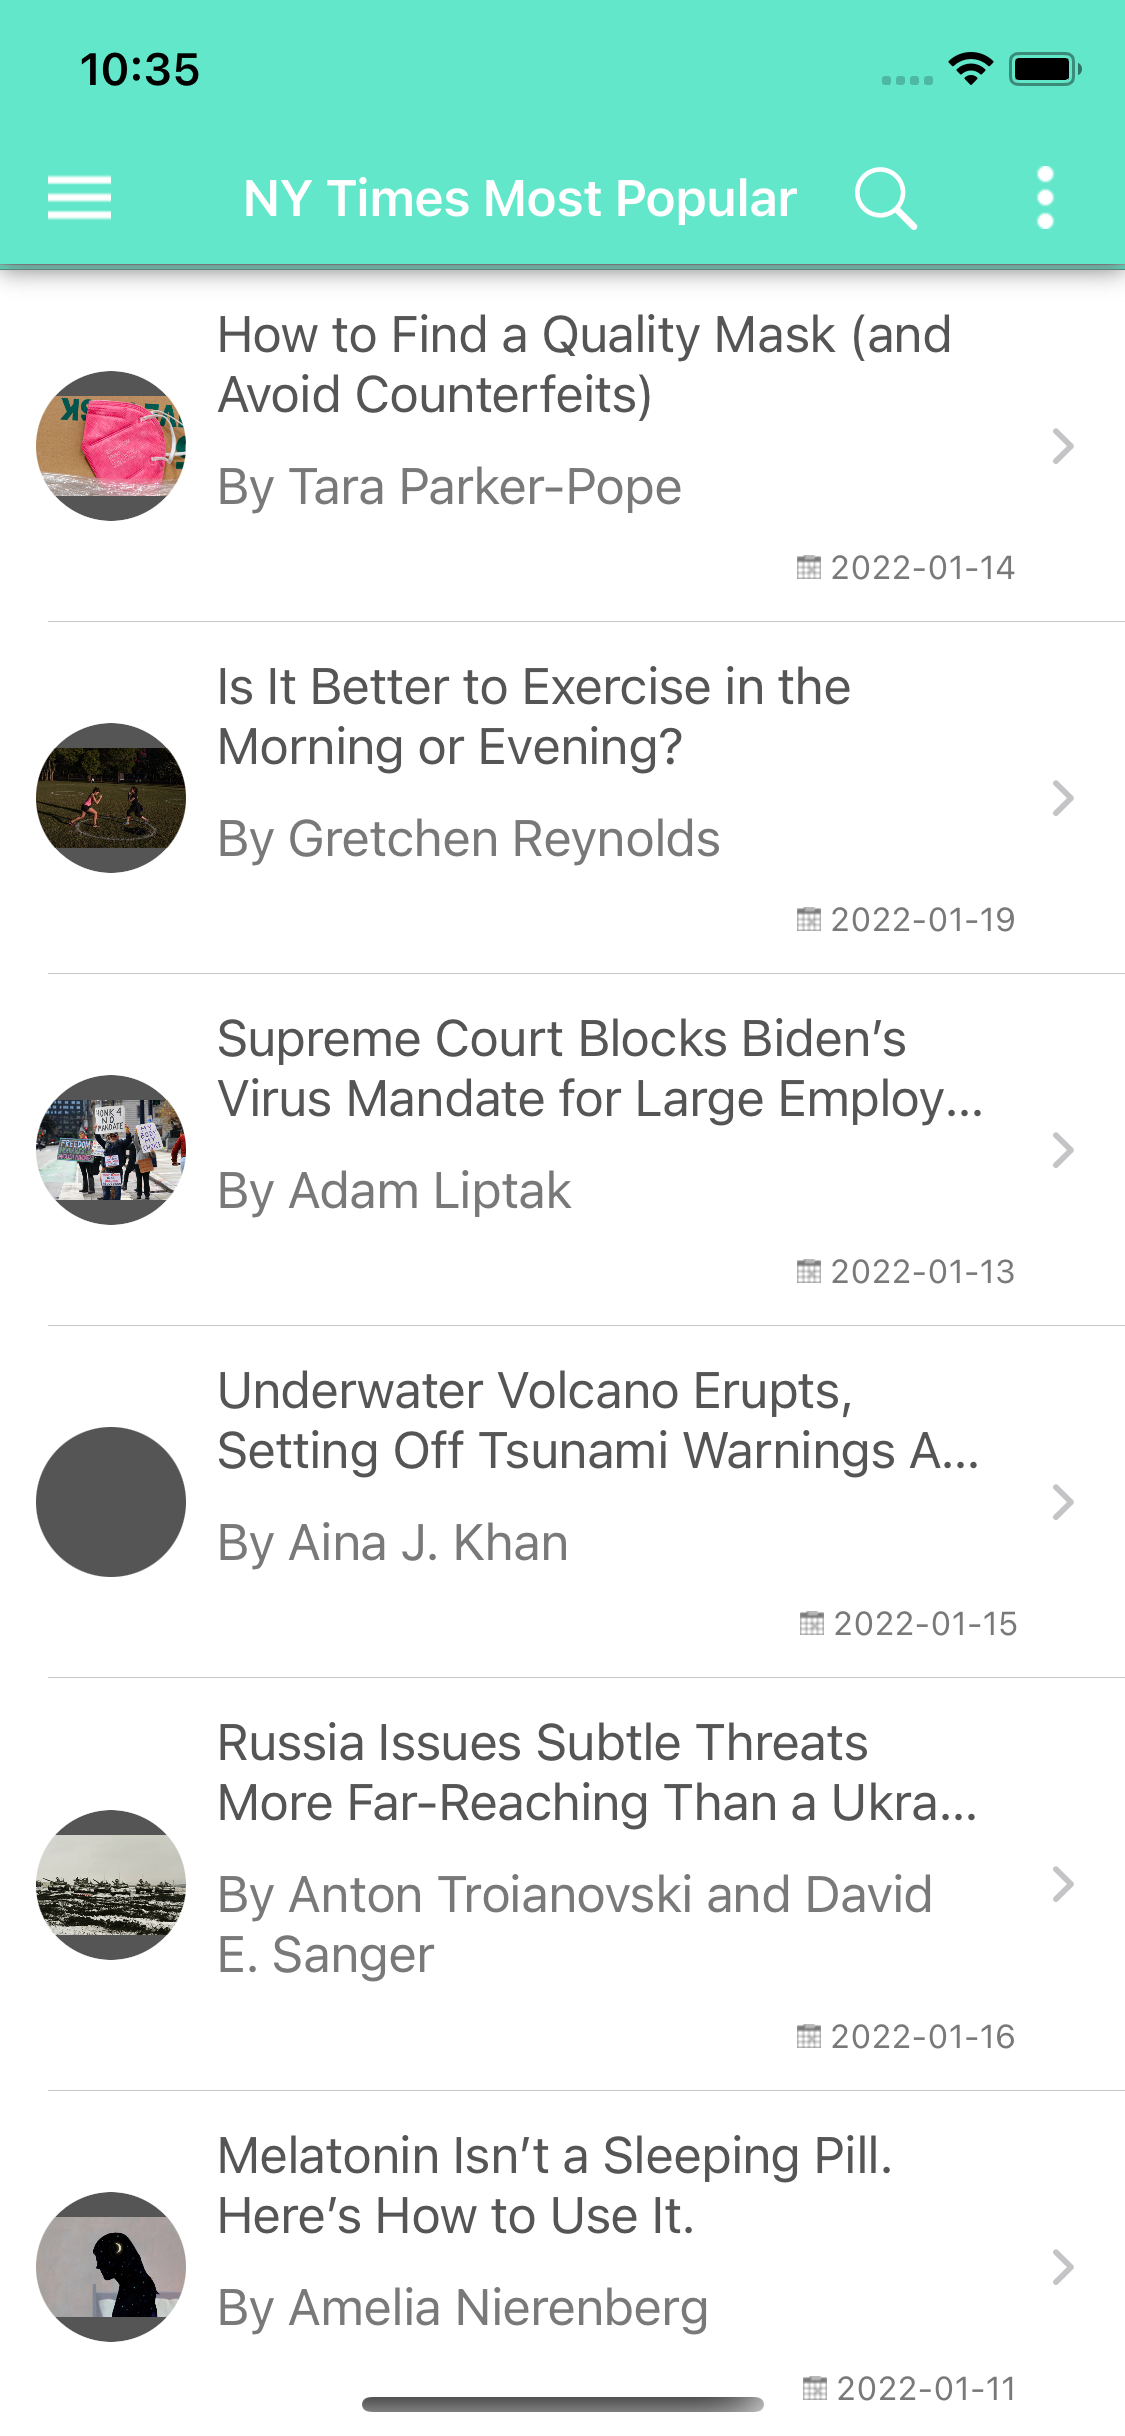 10:35
NY Times Most Popular
How to Find a Quality Mask (and
Avoid Counterfeits)
By Tara Parker-Pope
2022-01-14
Is It Better to Exercise in the
Morning or Evening?
By Gretchen Reynolds
2022-01-19
Supreme Court Blocks Biden’s
Virus Mandate for Large Employ...
By Adam Liptak
2022-01-13
Underwater Volcano Erupts,
Setting Off Tsunami Warnings A...
By Aina J. Khan
2022-01-15
Russia Issues Subtle Threats
More Far-Reaching Than a Ukra...
By Anton Troianovski and David
E. Sanger
2022-01-16
Melatonin Isn’t a Sleeping Pill.
Here’s How to Use It.
By Amelia Nierenberg
2022-01-11